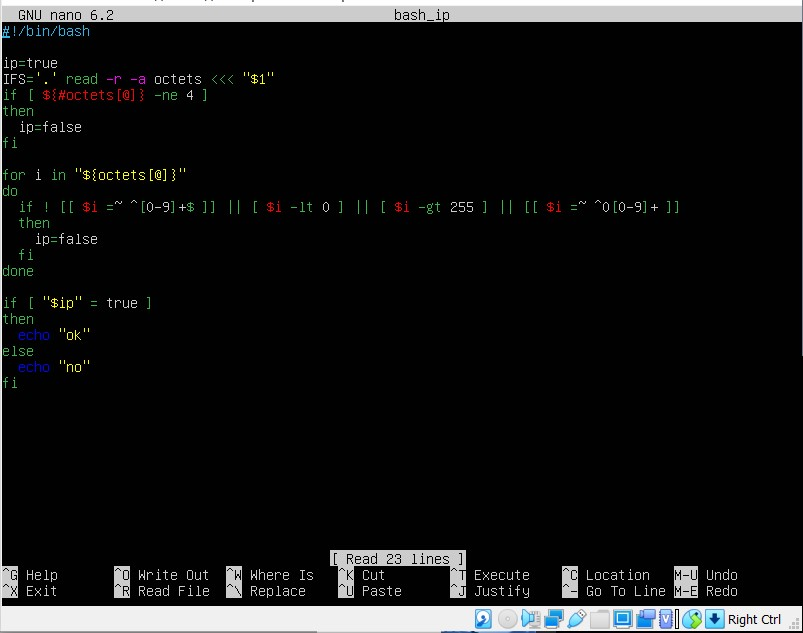 GNU nano 6.2 bash_ip
#!/bin/bash
ip=true
IFS='.' read -r -a octets <<< "$1"
if [ ${#octets[@]} -ne 4 ]
then
  ip=false
fi
for i in "${octets[@]}"
do
  if ! [[ $i =~ ^[0-9]+$ ]] || [ $i -lt 0 ] || [ $i -gt 255 ] || [[ $i =~ ^0[0-9]+ ]]
  then
    ip=false
  fi
done
if [ "$ip" = true ]
then
  echo "ok"
else
  echo "no"
fi
[ Read 23 lines ]
^G Help ^O Write Out ^W Where Is ^K Cut ^T Execute ^C Location M-U Undo
^X Exit ^R Read File ^\ Replace ^U Paste ^J Justify ^- Go To Line M-E Redo
Right Ctrl